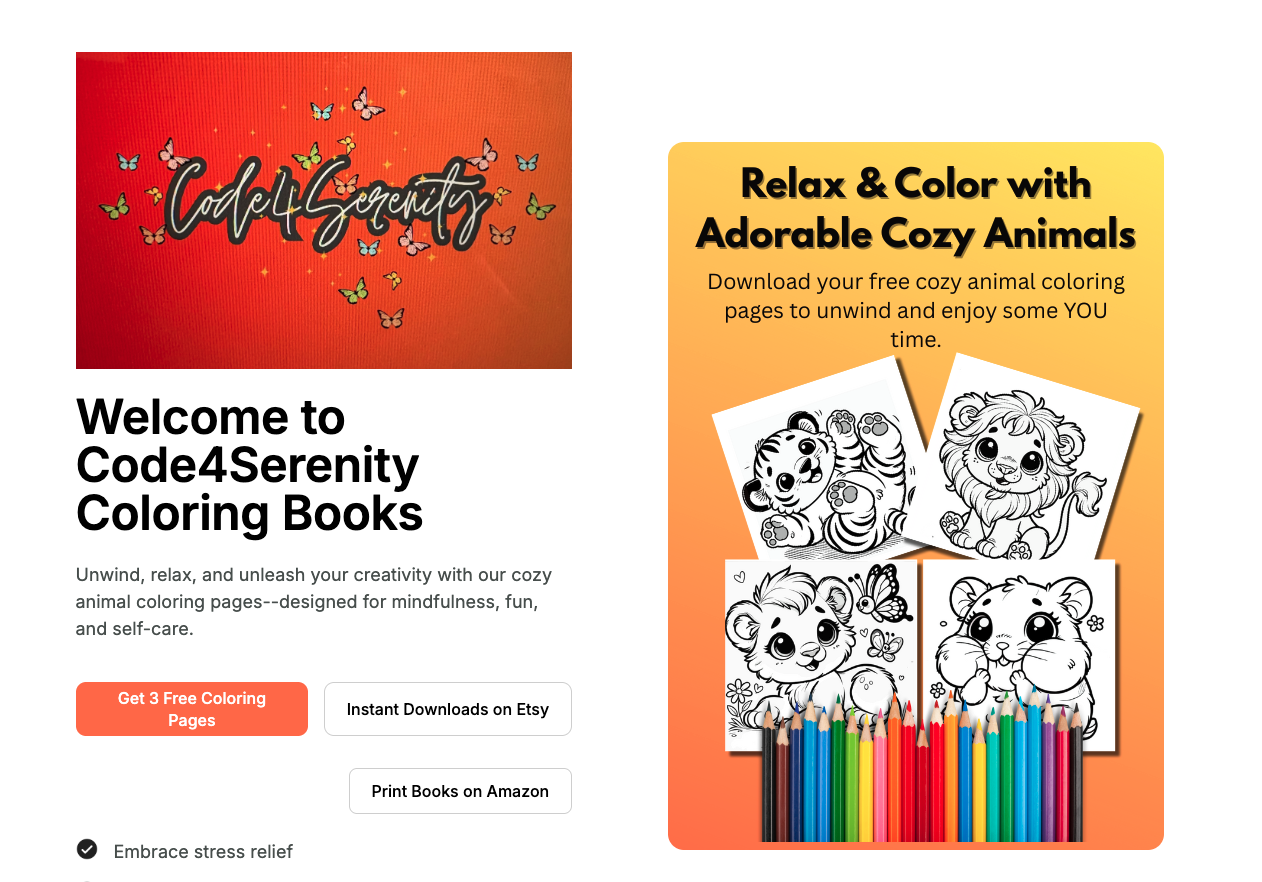 Code4Serenity
Welcome to
Code4Serenity
Coloring Books
Unwind, relax, and unleash your creativity with our cozy
animal coloring pages--designed for mindfulness, fun,
and self-care.
Get 3 Free Coloring
Pages
Instant Downloads on Etsy
Print Books on Amazon
Embrace stress relief
Relax & Color with
Adorable Cozy Animals
Download your free cozy animal coloring
pages to unwind and enjoy some YOU
time.